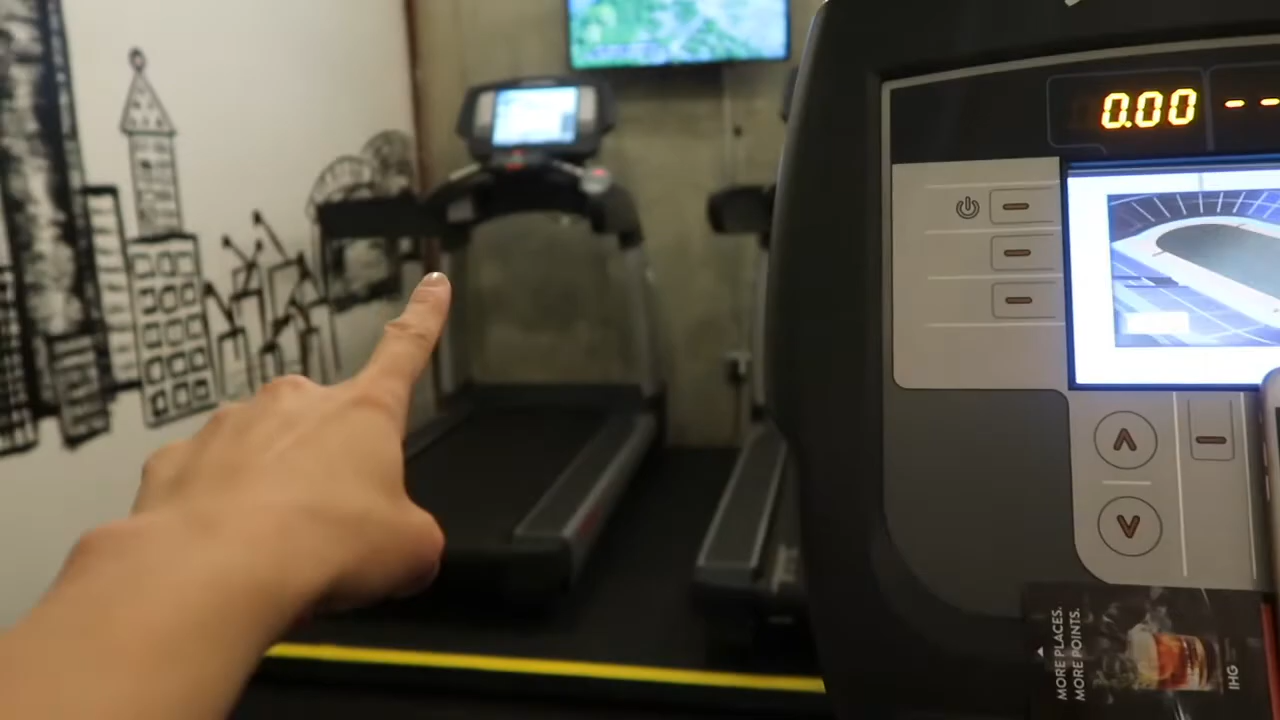 0.00
--
MORE PLACES.
MORE POINTS.
IHG